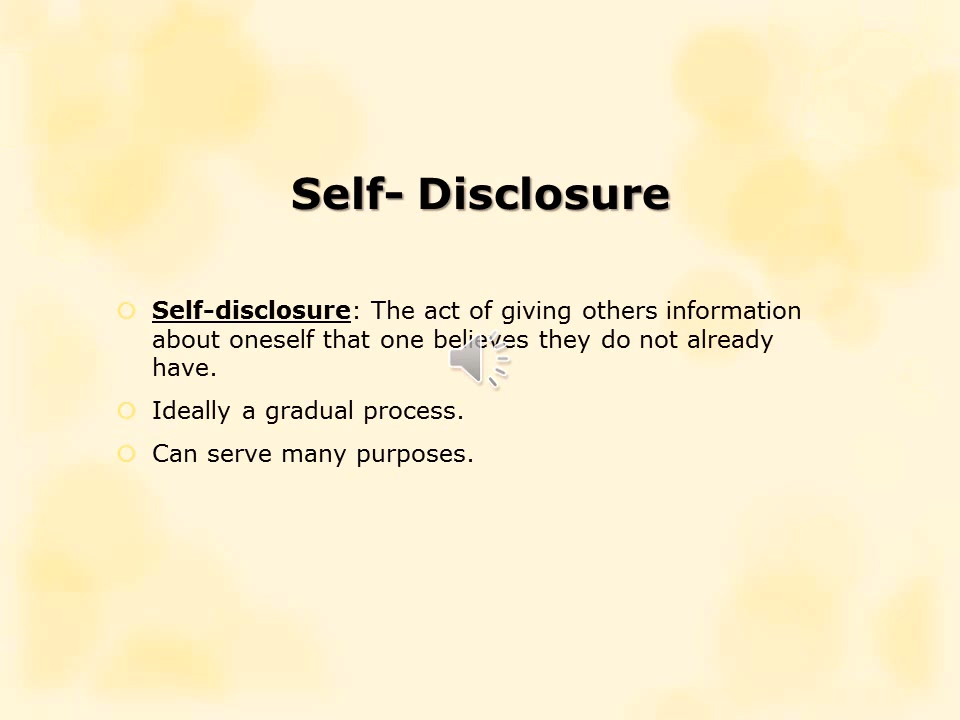 Self- Disclosure
Self-disclosure: The act of giving others information
about oneself that one believes they do not already
have.
Ideally a gradual process.
Can serve many purposes.